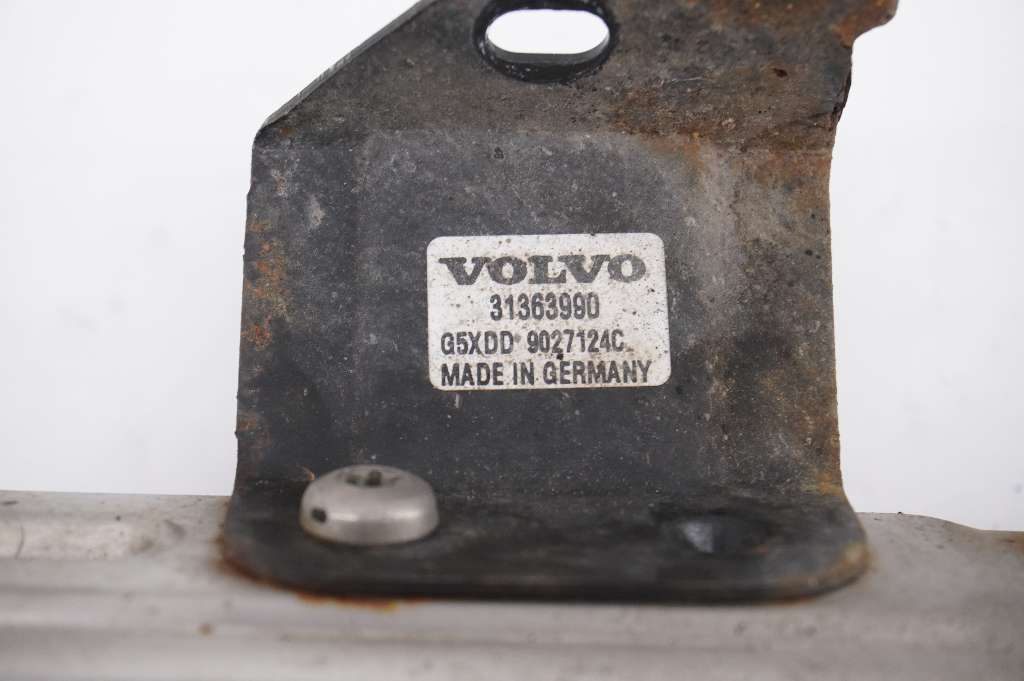 VOLVO
31363990
G5XDD 9027124C
MADE IN GERMANY